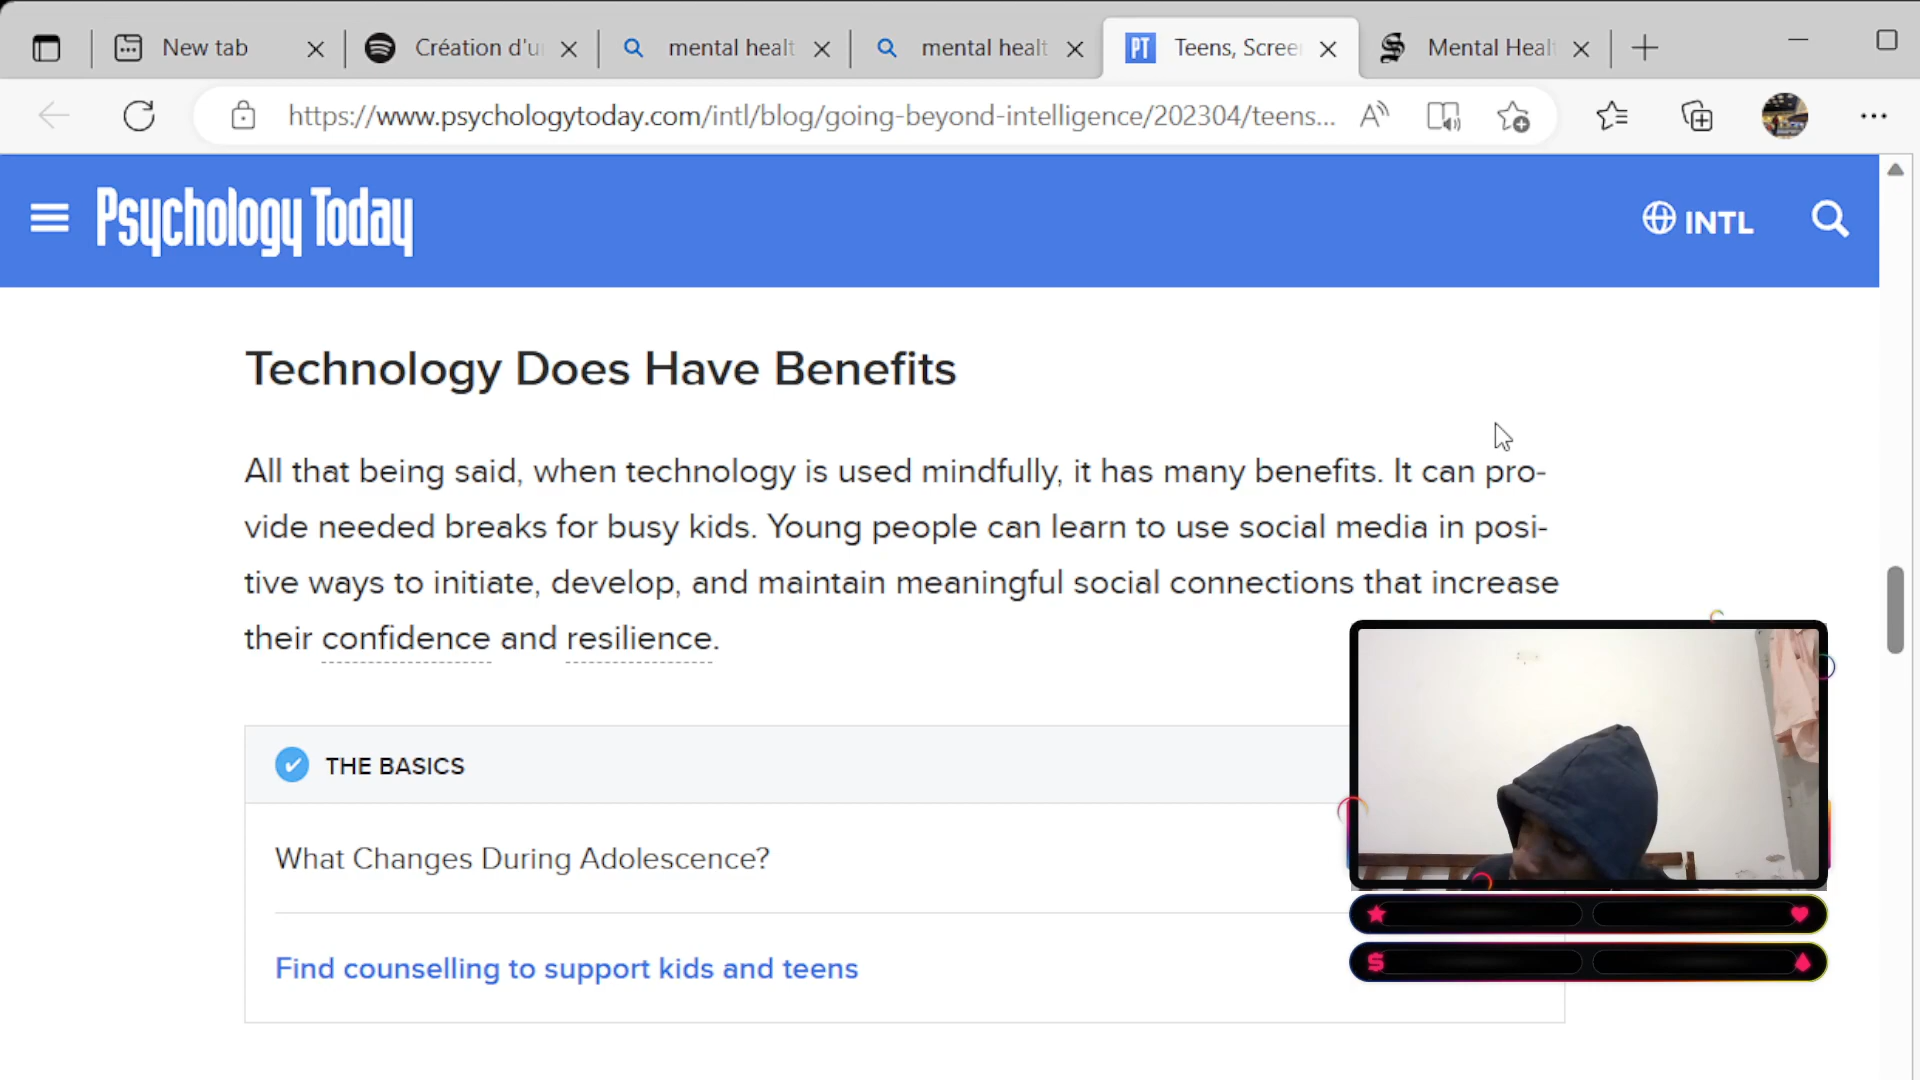 New tab
Création d'u
mental healt
mental healt
Teens, Scree
Mental Healt
https://www.psychologytoday.com/intl/blog/going-beyond-intelligence/202304/teens...
Psychology Today
INTL
Technology Does Have Benefits
All that being said, when technology is used mindfully, it has many benefits. It can pro-
vide needed breaks for busy kids. Young people can learn to use social media in posi-
tive ways to initiate, develop, and maintain meaningful social connections that increase
their confidence and resilience.
THE BASICS
What Changes During Adolescence?
Find counselling to support kids and teens